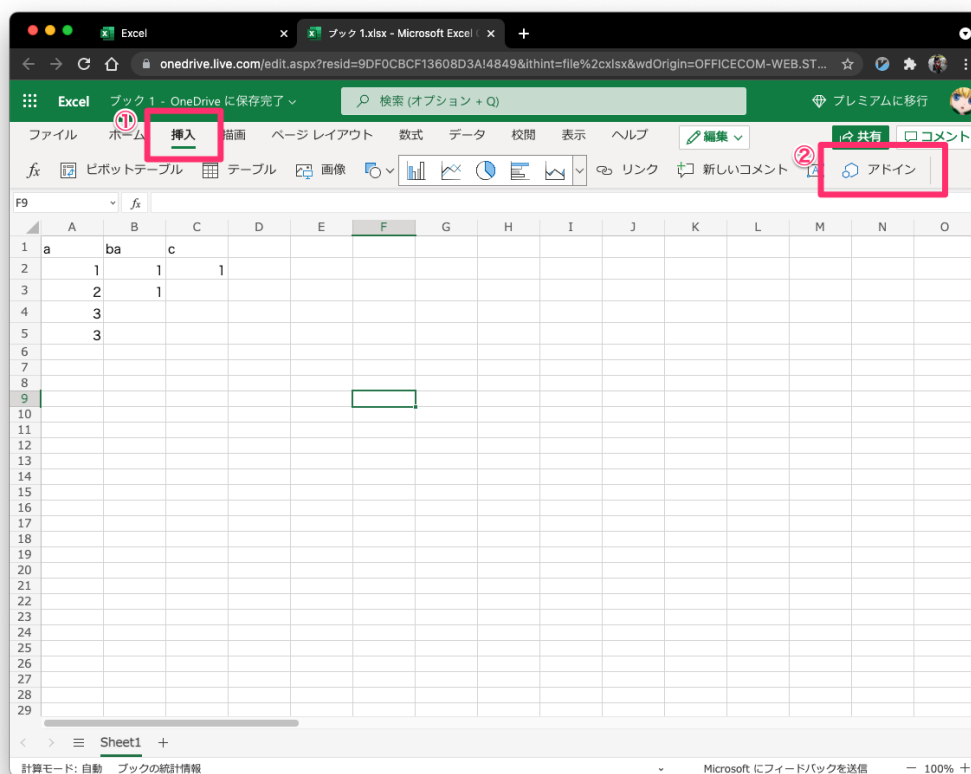 Excel
ブック 1.xlsx - Microsoft Excel
onedrive.live.com/edit.aspx?resid=9DF0CBCF13608D3A!4849&ithint=file%2cxlsx&wdOrigin=OFFICECOM-WEB.ST...
Excel ブック 1 - OneDrive に保存完了 検索 (オプション + Q) プレミアムに移行
① ②
ファイル ホーム 挿入 描画 ページ レイアウト 数式 データ 校閲 表示 ヘルプ 編集 共有 コメント
fx ピボットテーブル テーブル 画像 リンク 新しいコメント アドイン
F9 fx
A B C D E F G H I J K L M N O
1 a ba c
2 1 1 1
3 2 1
4 3
5 3
6
7
8
9
10
11
12
13
14
15
16
17
18
19
20
21
22
23
24
25
26
27
28
29
Sheet1
計算モード: 自動 ブックの統計情報 Microsoft にフィードバックを送信 100%